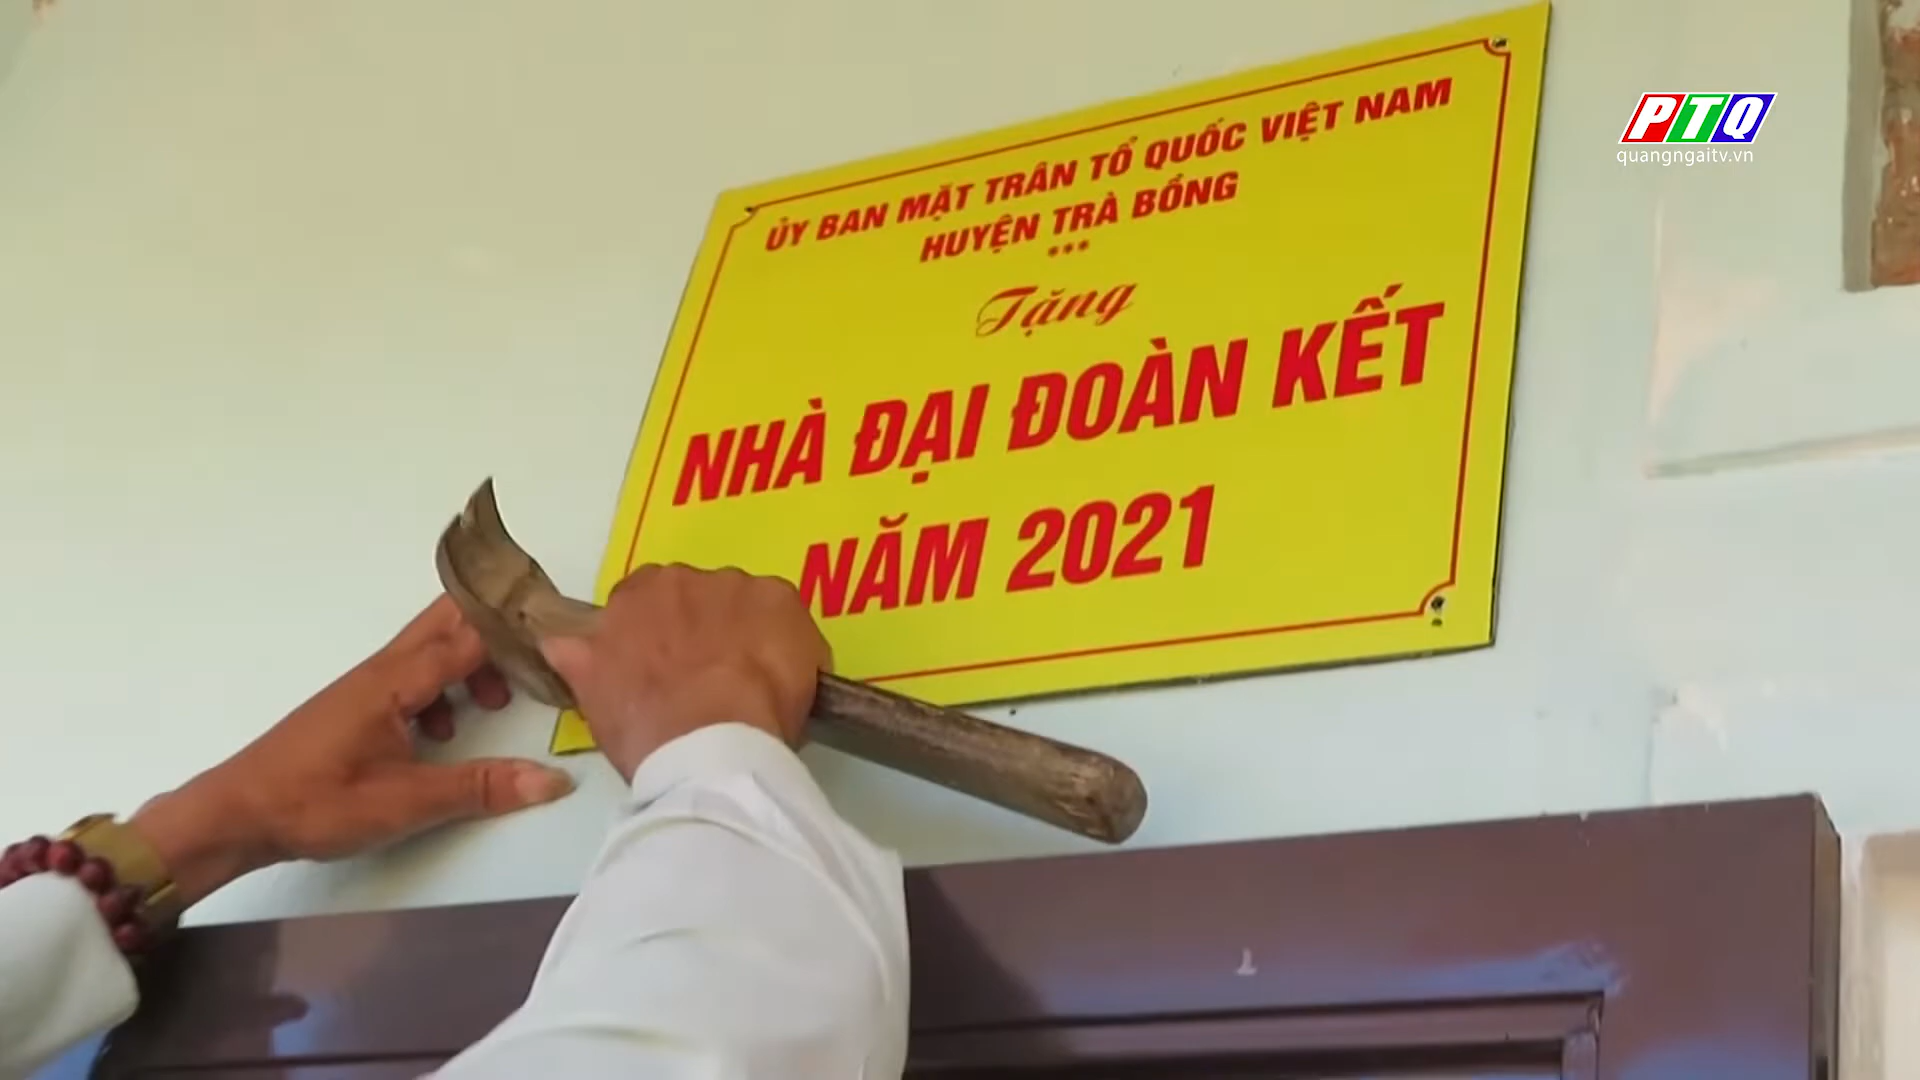 PTQ
quangngaitv.vn
ỦY BAN MẶT TRÂN TỔ QUỐC VIỆT NAM
HUYỆN TRÀ BỒNG
***
Tặng
NHÀ ĐẠI ĐOÀN KẾT
NĂM 2021